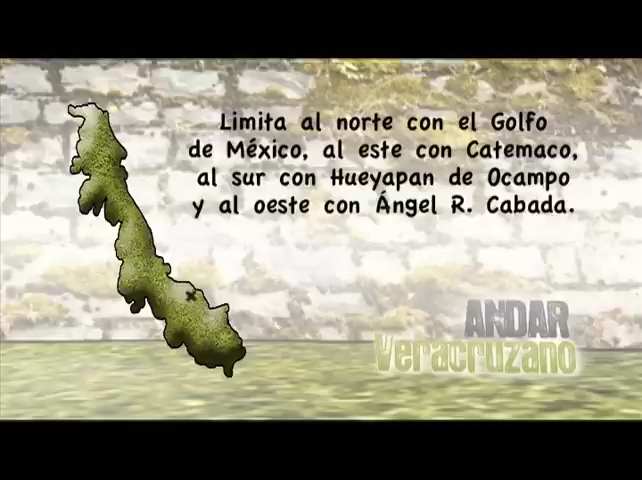 Limita al norte con el Golfo
de México, al este con Catemaco,
al sur con Hueyapan de Ocampo
y al oeste con Ángel R. Cabada.
ANDAR
Veracruzano